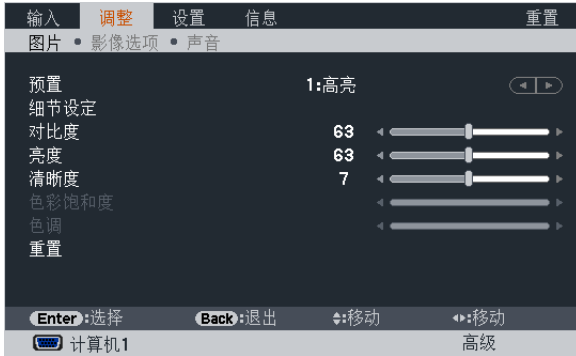 输入 调整 设置 信息 重置
图片 • 影像选项 • 声音
预置 1:高亮
细节设定
对比度 63
亮度 63
清晰度 7
色彩饱和度
色调
重置
Enter:选择 Back:退出 :移动 :移动
计算机1 高级